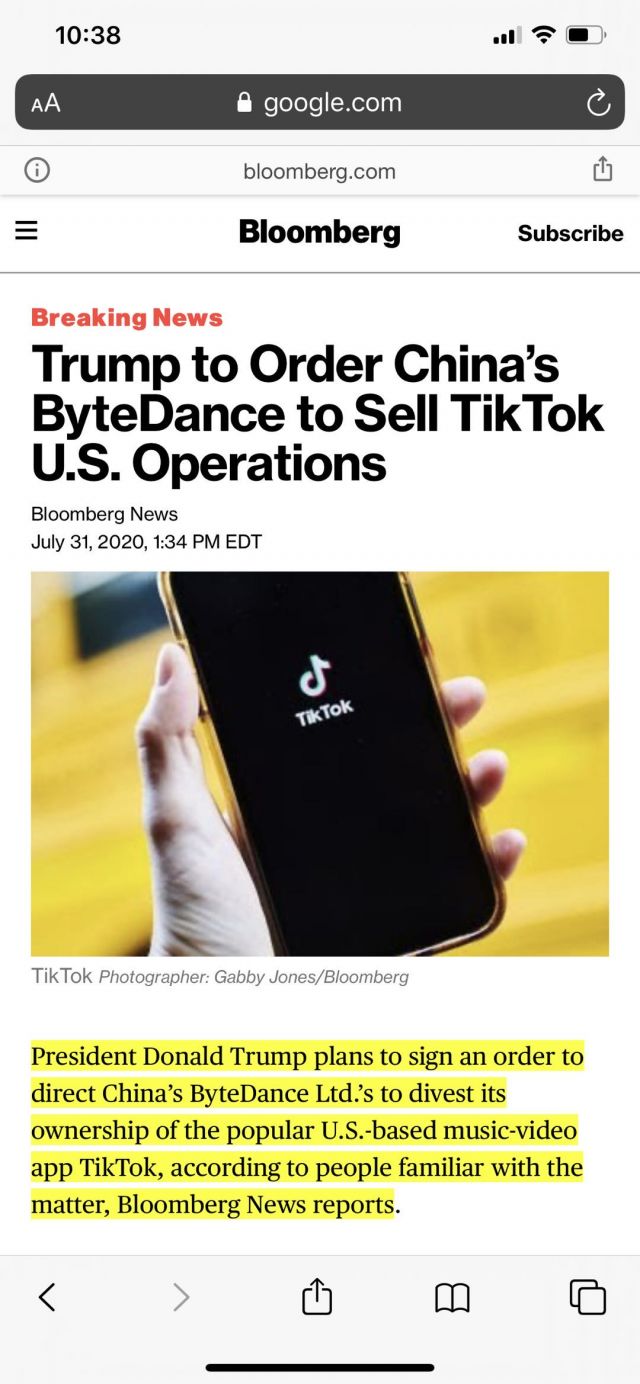 10:38
AA google.com
bloomberg.com
Bloomberg Subscribe
Breaking News
Trump to Order China’s
ByteDance to Sell TikTok
U.S. Operations
Bloomberg News
July 31, 2020, 1:34 PM EDT
TikTok
TikTok Photographer: Gabby Jones/Bloomberg
President Donald Trump plans to sign an order to
direct China’s ByteDance Ltd.’s to divest its
ownership of the popular U.S.-based music-video
app TikTok, according to people familiar with the
matter, Bloomberg News reports.